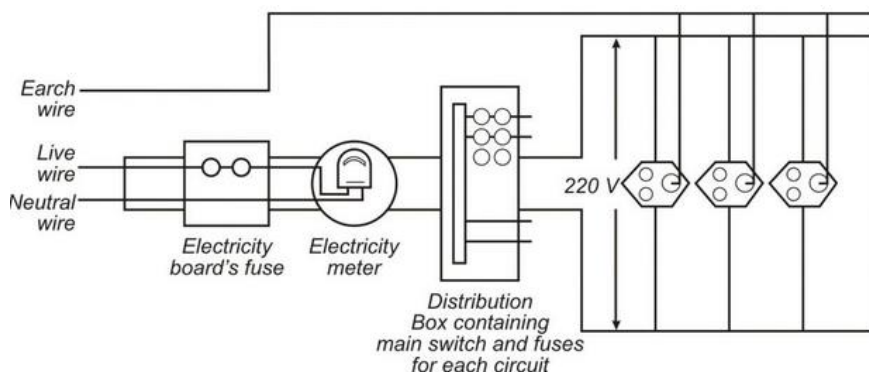 Earch
wire
Live
wire
Neutral
wire
Electricity
board's fuse
Electricity
meter
Distribution
Box containing
main switch and fuses
for each circuit
220 V